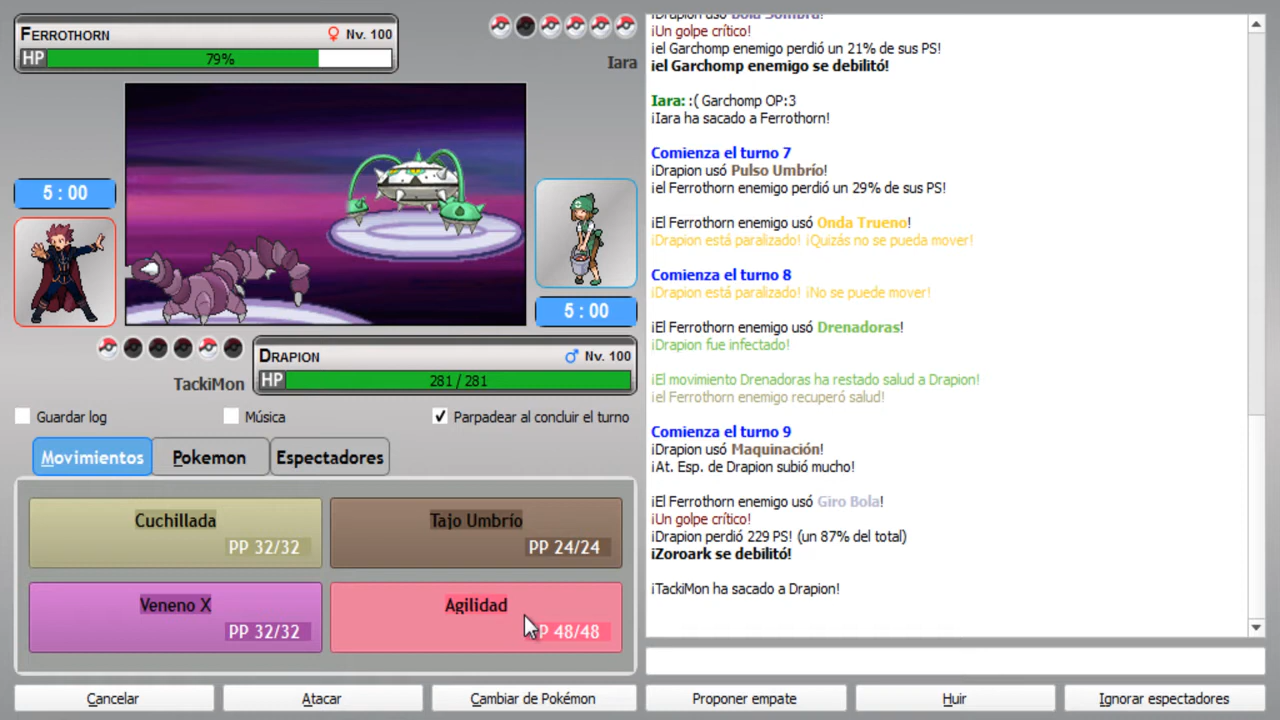 FERROTHORN ♀ Nv. 100
HP 79%
Iara
5 : 00
5 : 00
DRAPION ♂ Nv. 100
HP 281 / 281
TackiMon
Guardar log
Música
Parpadear al concluir el turno
Movimientos
Pokemon
Espectadores
Cuchillada
PP 32/32
Tajo Umbrío
PP 24/24
Veneno X
PP 32/32
Agilidad
P 48/48
Cancelar
Atacar
Cambiar de Pokémon
¡Drapion usó Bola Sombra!
¡Un golpe crítico!
¡el Garchomp enemigo perdió un 21% de sus PS!
¡el Garchomp enemigo se debilitó!
Iara: :( Garchomp OP:3
¡Iara ha sacado a Ferrothorn!
Comienza el turno 7
¡Drapion usó Pulso Umbrío!
¡el Ferrothorn enemigo perdió un 29% de sus PS!
¡El Ferrothorn enemigo usó Onda Trueno!
¡Drapion está paralizado! ¡Quizás no se pueda mover!
Comienza el turno 8
¡Drapion está paralizado! ¡No se puede mover!
¡El Ferrothorn enemigo usó Drenadoras!
¡Drapion fue infectado!
¡El movimiento Drenadoras ha restado salud a Drapion!
¡el Ferrothorn enemigo recuperó salud!
Comienza el turno 9
¡Drapion usó Maquinación!
¡At. Esp. de Drapion subió mucho!
¡El Ferrothorn enemigo usó Giro Bola!
¡Un golpe crítico!
¡Drapion perdió 229 PS! (un 87% del total)
¡Zoroark se debilitó!
¡TackiMon ha sacado a Drapion!
Proponer empate
Huir
Ignorar espectadores